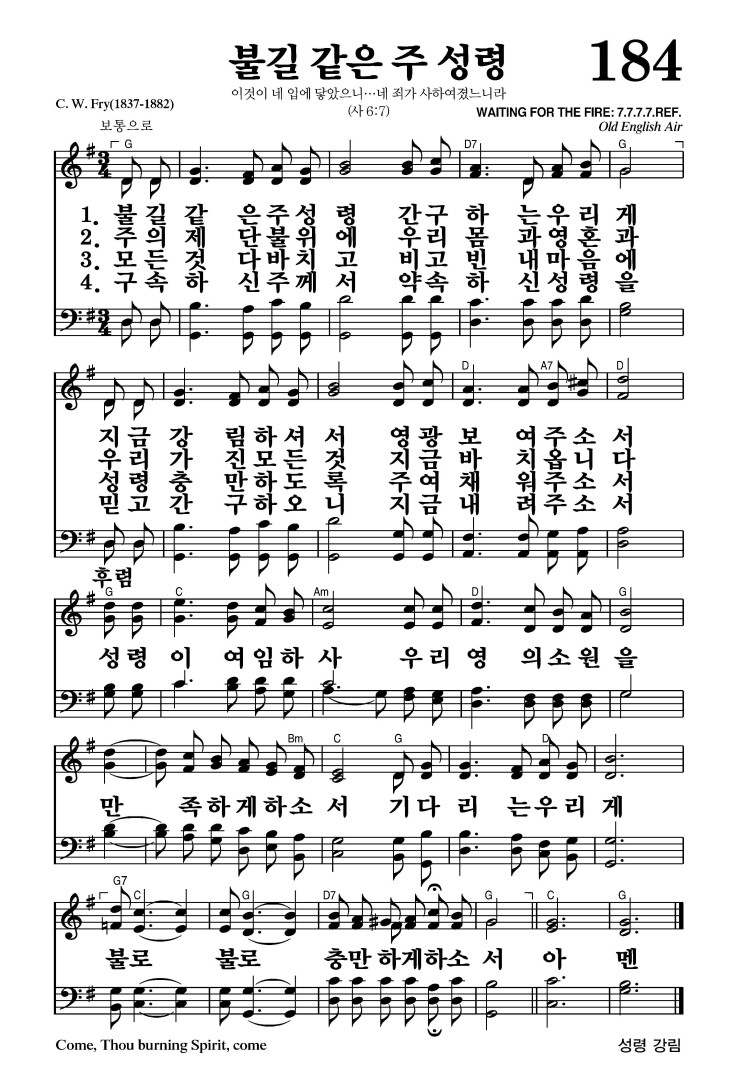 불길 같은 주 성령 184
이것이 네 입에 닿았으니…네 죄가 사하여졌느니라
C. W. Fry(1837-1882) (사 6:7) WAITING FOR THE FIRE: 7.7.7.7.REF.
보통으로 Old English Air
G D7 G
1. 불길 같은주성령 간구하 는우리게
2. 주의 제단불위에 우리몸 과영혼과
3. 모든 것 다바치고 비고빈 내마음에
4. 구속하 신주께서 약속하 신성령을
D A7 D
지금강 림하셔서 영광보 여주소서
우리가 진모든것 지금바 치옵니다
성령충 만하도록 주여채 워주소서
믿고간 구하오니 지금내 려주소서
후렴
G C Am D G
성령이 여임하사 우리영 의소원을
Bm C G D
만 족하게하소서 기다리 는우리게
G7 C G D7 G C G
불로 불로 충만하게하소서 아 멘
Come, Thou burning Spirit, come 성령 강림